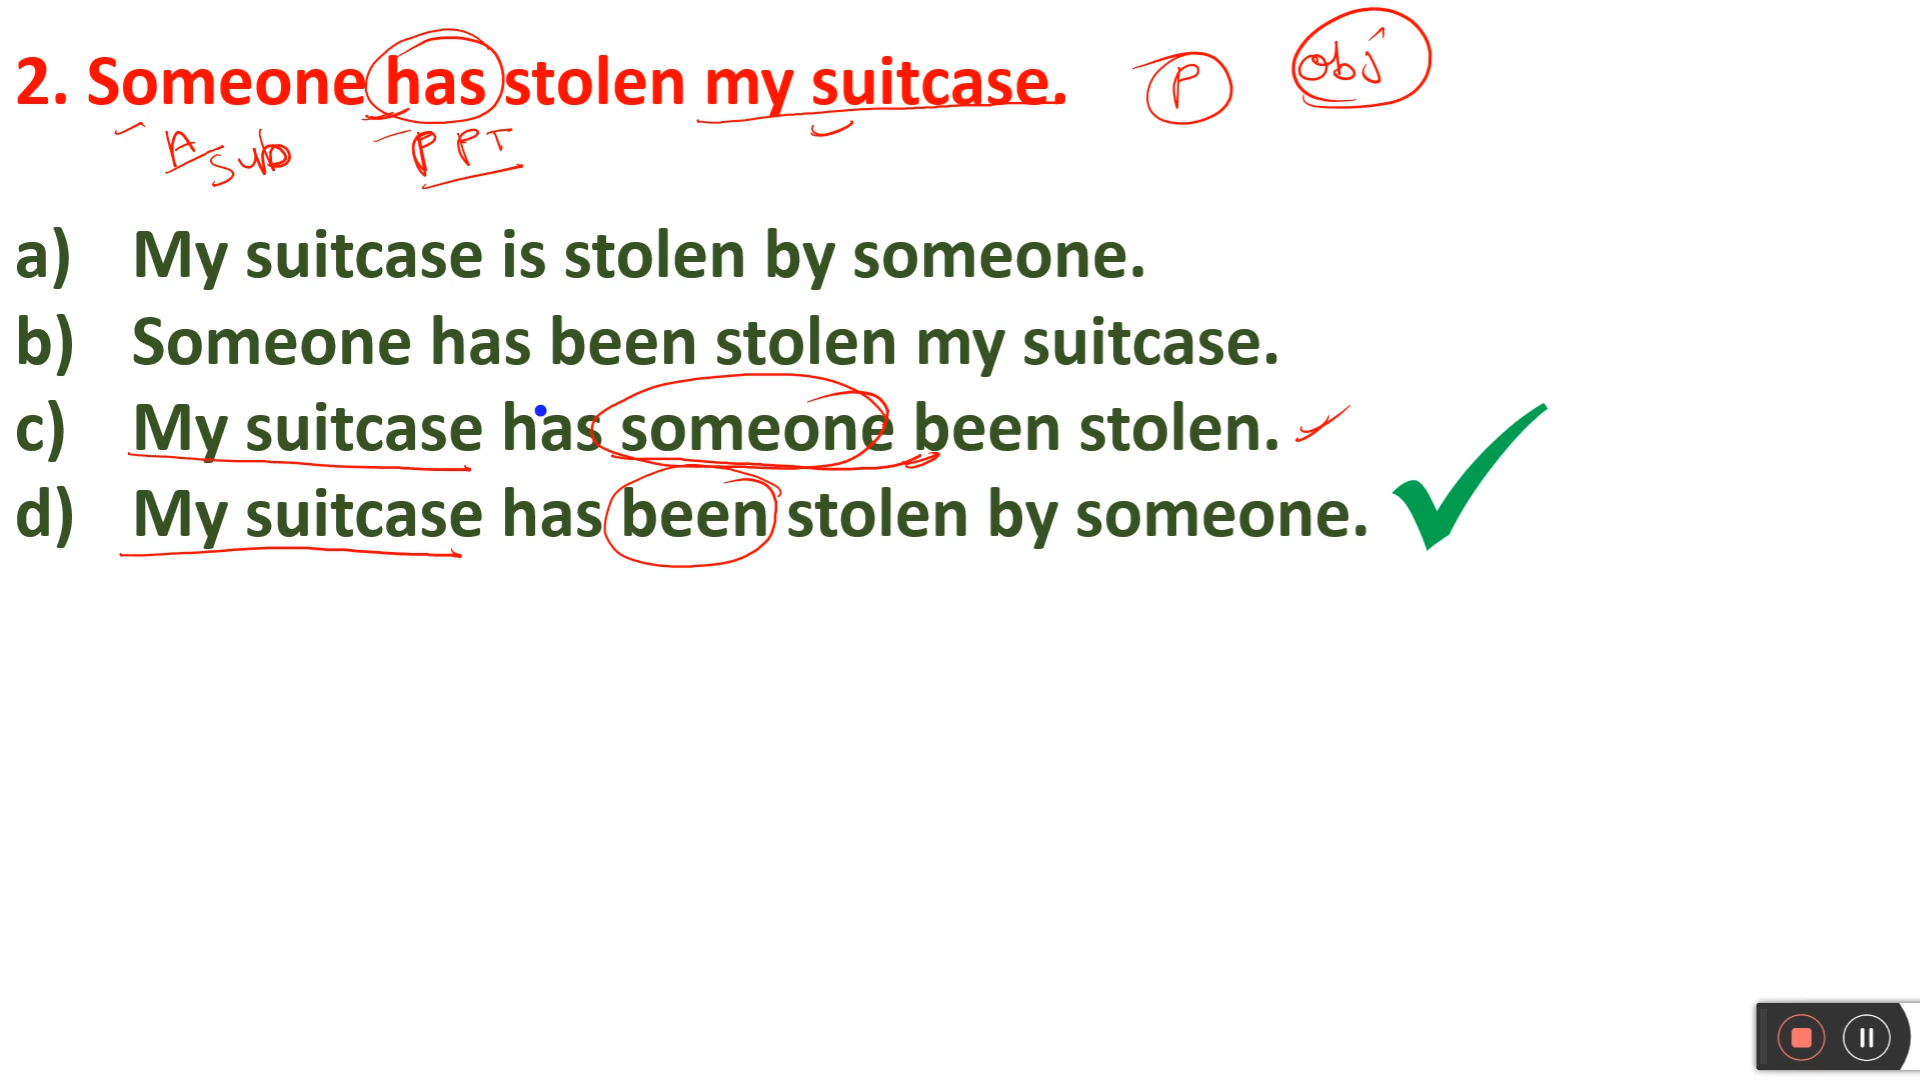 2. Someone has stolen my suitcase. P Obj
A Sub PPT
a) My suitcase is stolen by someone.
b) Someone has been stolen my suitcase.
c) My suitcase has someone been stolen.
d) My suitcase has been stolen by someone.